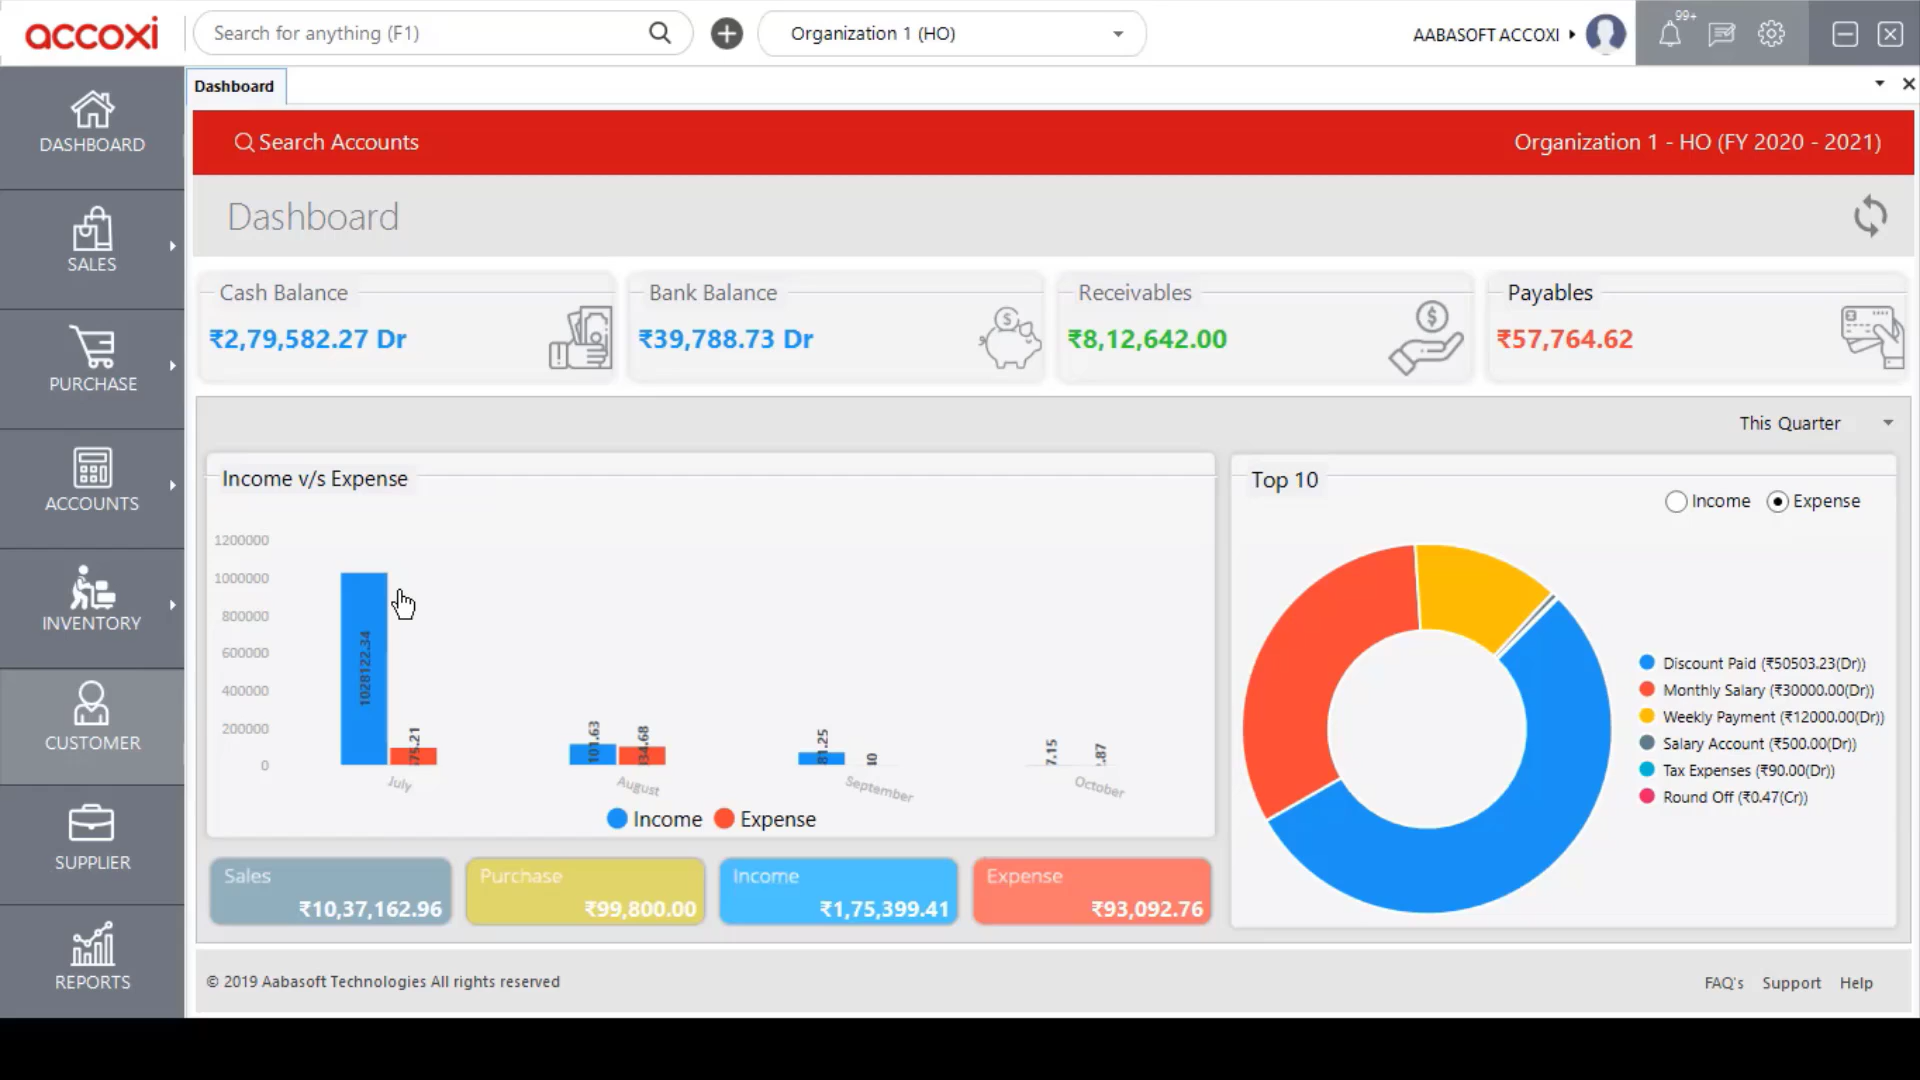 accoxi
Search for anything (F1)
Organization 1 (HO)
AABASOFT ACCOXI
99+
Dashboard
DASHBOARD
SALES
PURCHASE
ACCOUNTS
INVENTORY
CUSTOMER
SUPPLIER
REPORTS
Search Accounts
Organization 1 - HO (FY 2020 - 2021)
Dashboard
Cash Balance
₹2,79,582.27 Dr
Bank Balance
₹39,788.73 Dr
Receivables
₹8,12,642.00
Payables
₹57,764.62
This Quarter
Income v/s Expense
1200000
1000000
800000
600000
400000
200000
0
1028122.34
July
August
September
October
Income
Expense
Top 10
Income
Expense
Discount Paid (₹50503.23(Dr))
Monthly Salary (₹30000.00(Dr))
Weekly Payment (₹12000.00(Dr))
Salary Account (₹500.00(Dr))
Tax Expenses (₹90.00(Dr))
Round Off (₹0.47(Cr))
Sales
₹10,37,162.96
Purchase
₹99,800.00
Income
₹1,75,399.41
Expense
₹93,092.76
© 2019 Aabasoft Technologies All rights reserved
FAQ's
Support
Help